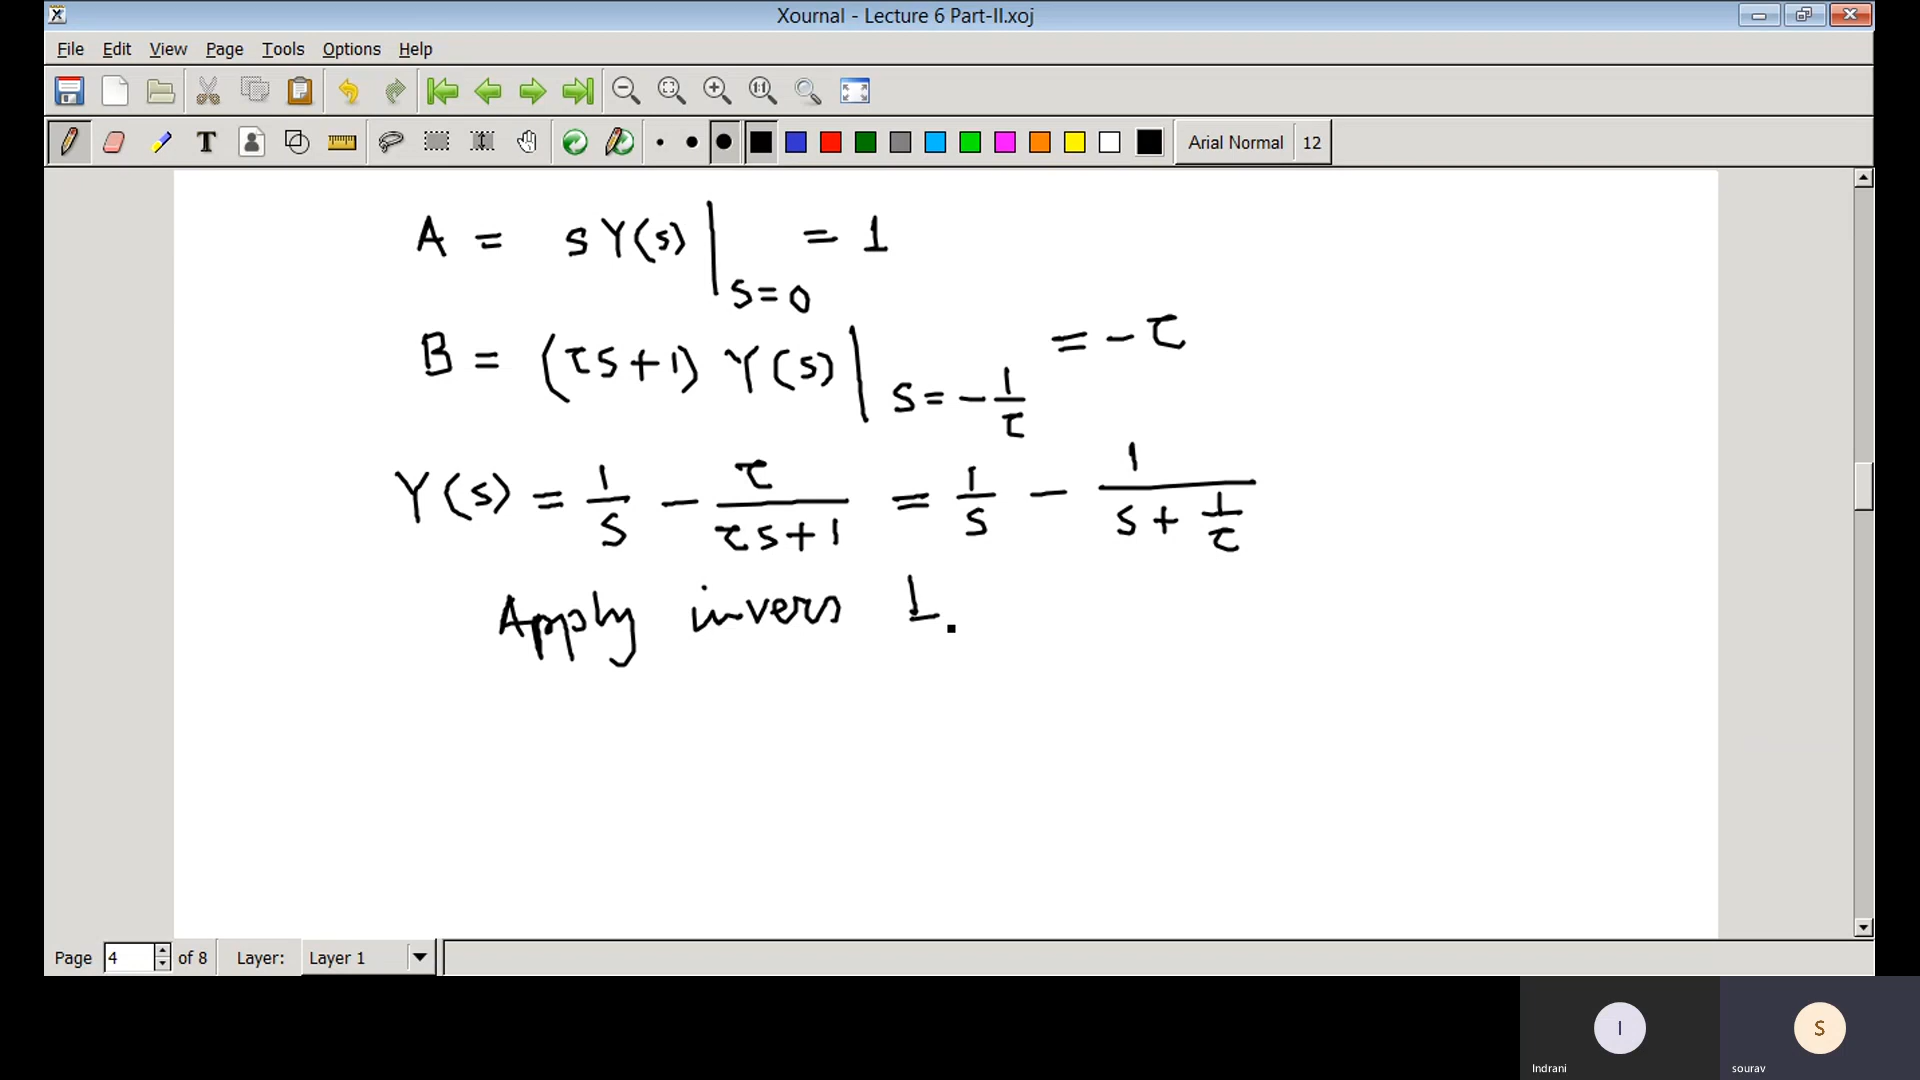 Xournal - Lecture 6 Part-II.xoj
File Edit View Page Tools Options Help
Arial Normal 12
A = sY(s)|s=0 = 1
B = (τs+1) Y(s)|s=-1/τ = -τ
Y(s) = 1/s - τ/(τs+1) = 1/s - 1/(s+1/τ)
Apply invers L
Page 4 of 8 Layer: Layer 1
I
S
Indrani
sourav